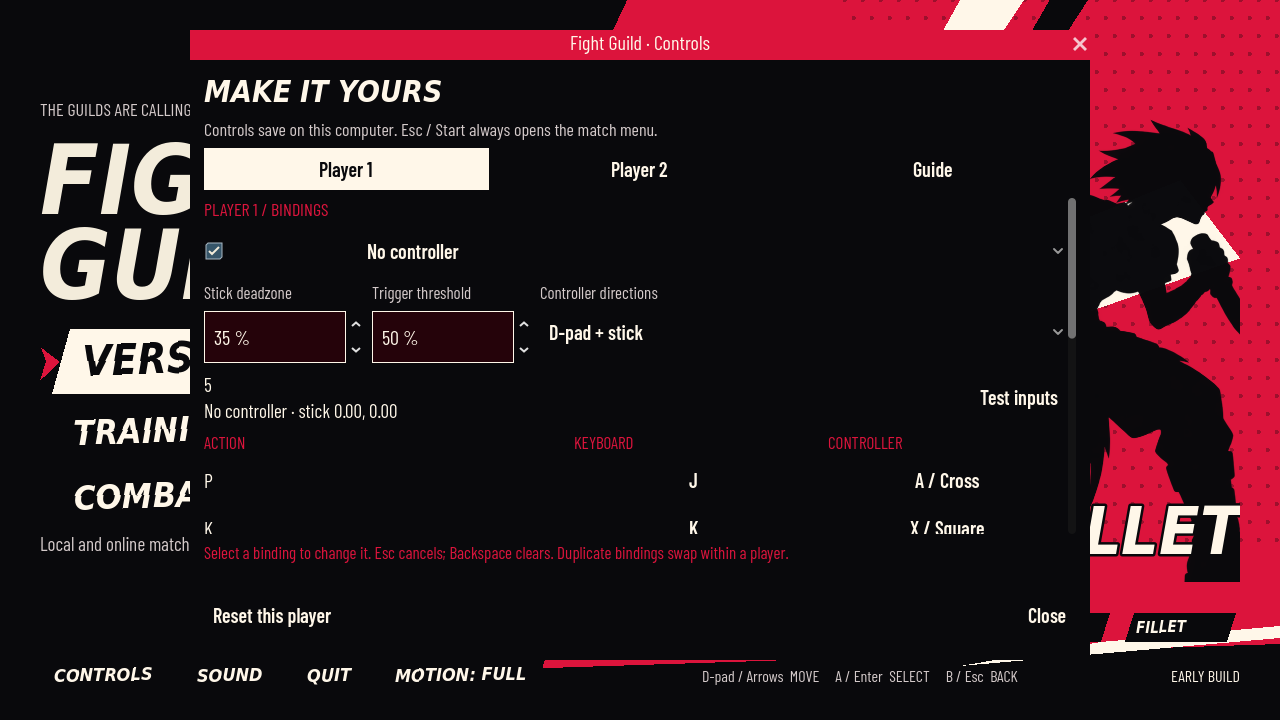 Fight Guild · Controls
MAKE IT YOURS
THE GUILDS ARE CALLING
Controls save on this computer. Esc / Start always opens the match menu.
FIG
GUI
Player 1 Player 2 Guide
PLAYER 1 / BINDINGS
No controller
Stick deadzone Trigger threshold Controller directions
35 % 50 % D-pad + stick
VERS
5
No controller · stick 0.00, 0.00
Test inputs
TRAINI
ACTION KEYBOARD CONTROLLER
P J A / Cross
COMBA
K K X / Square
LLET
Local and online match
Select a binding to change it. Esc cancels; Backspace clears. Duplicate bindings swap within a player.
Reset this player Close
FILLET
CONTROLS SOUND QUIT MOTION: FULL
D-pad / Arrows MOVE A / Enter SELECT B / Esc BACK
EARLY BUILD